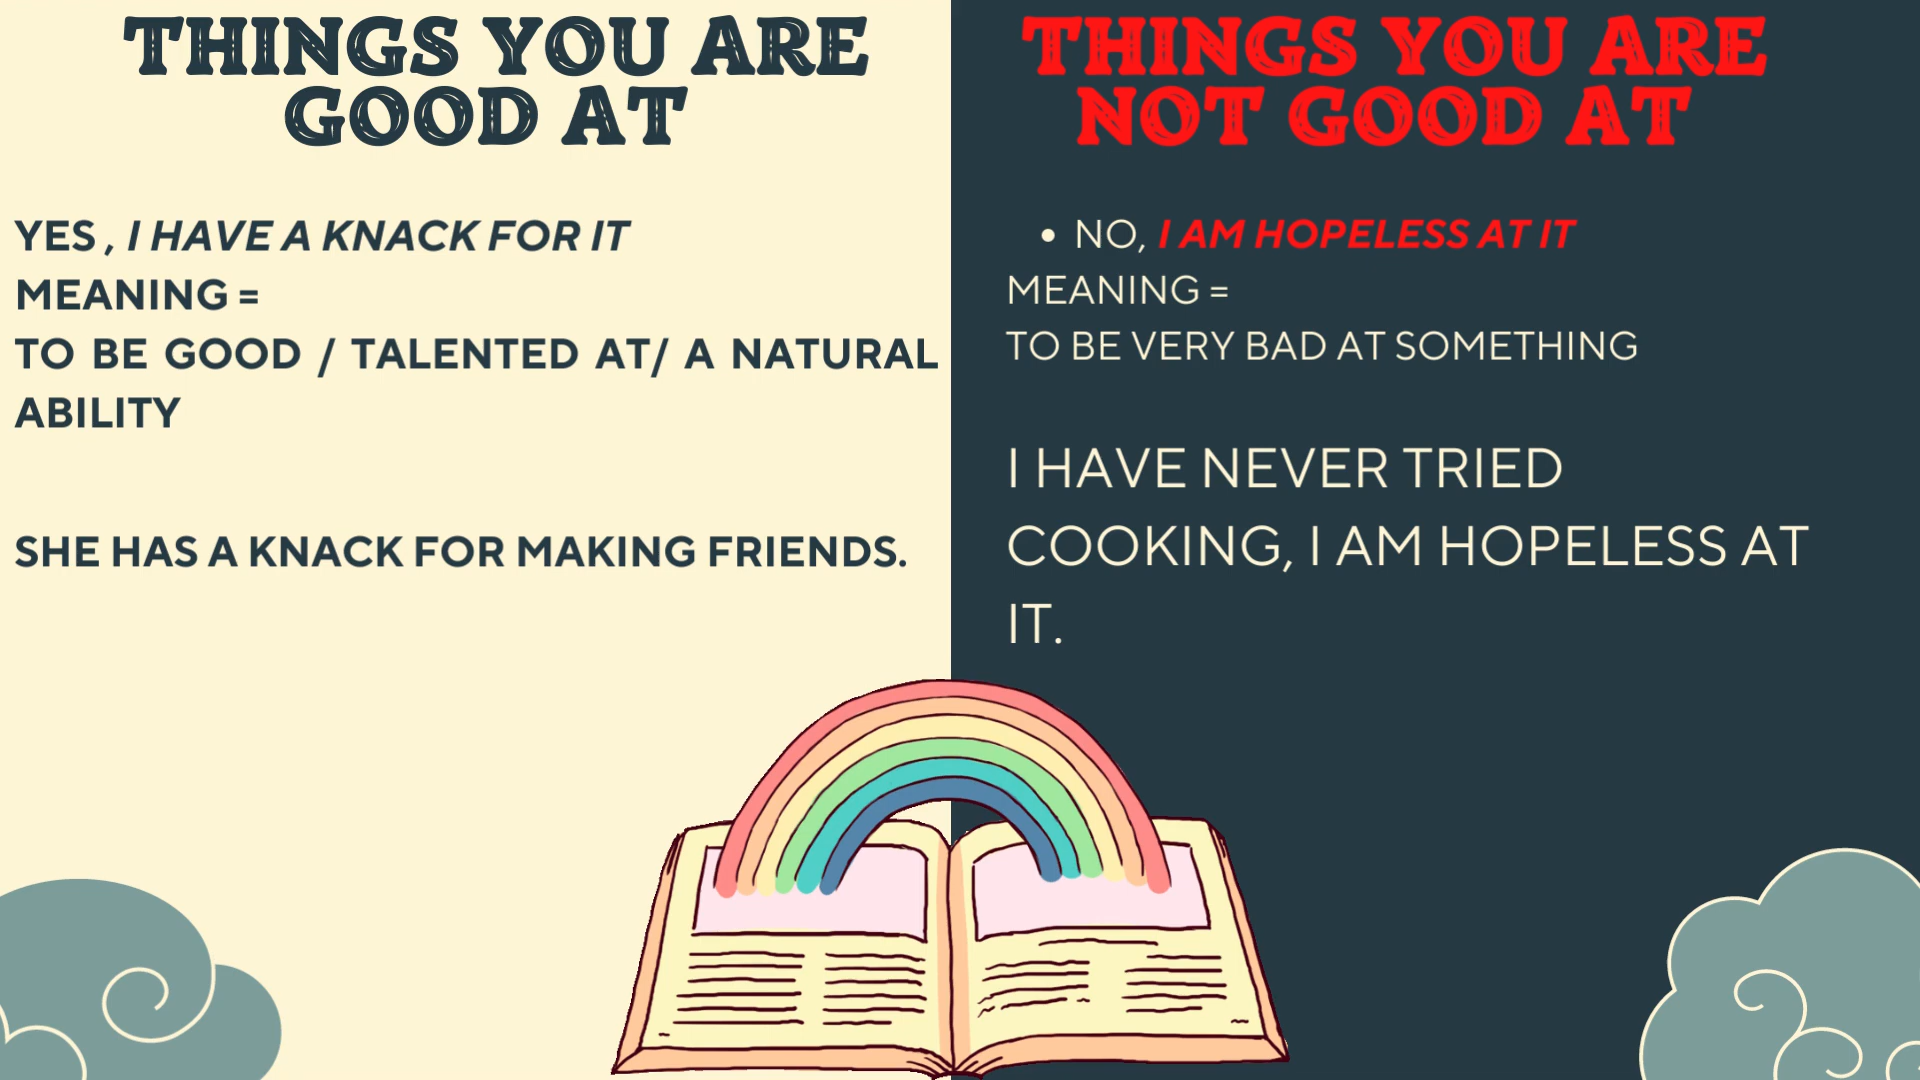 THINGS YOU ARE
GOOD AT
YES , I HAVE A KNACK FOR IT
MEANING =
TO BE GOOD / TALENTED AT/ A NATURAL
ABILITY
SHE HAS A KNACK FOR MAKING FRIENDS.
THINGS YOU ARE
NOT GOOD AT
• NO, I AM HOPELESS AT IT
MEANING =
TO BE VERY BAD AT SOMETHING
I HAVE NEVER TRIED
COOKING, I AM HOPELESS AT
IT.